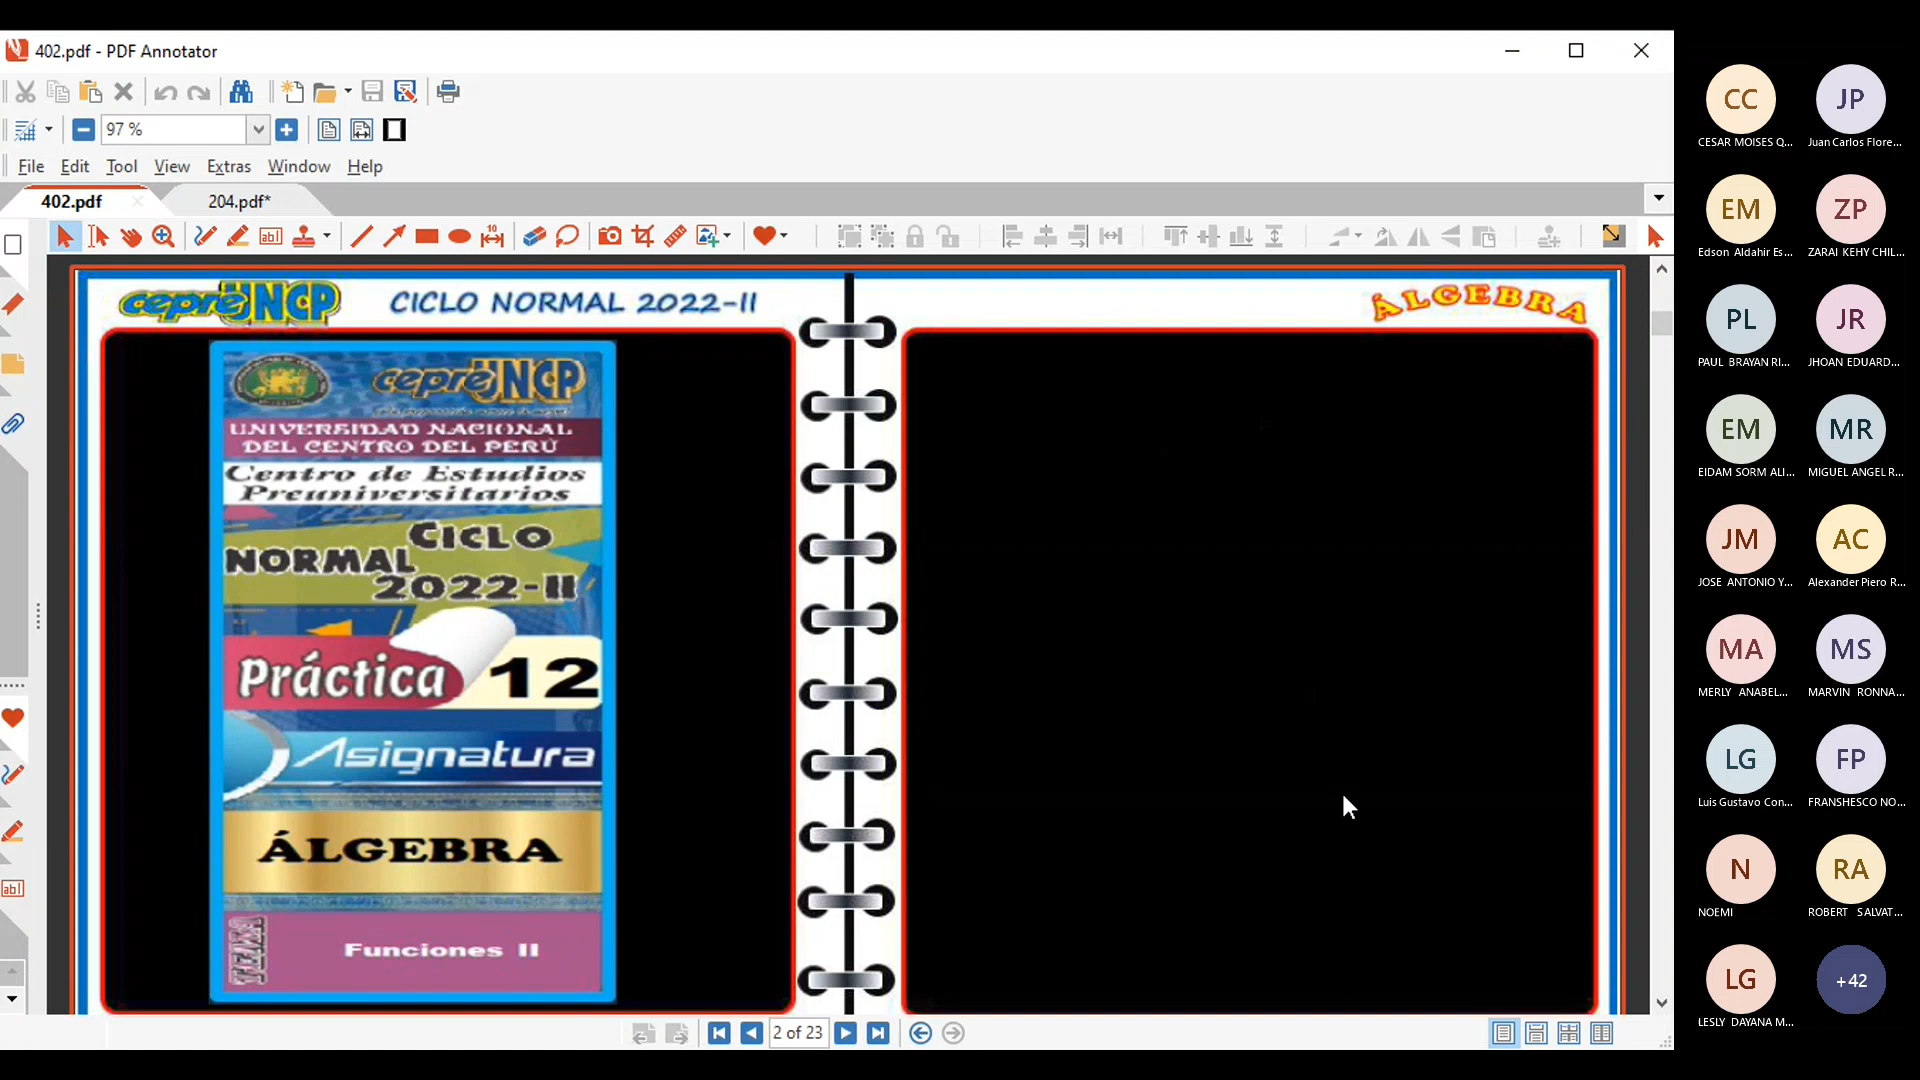 402.pdf - PDF Annotator
97 %
File Edit Tool View Extras Window Help
402.pdf
204.pdf*
cepreUNCP
CICLO NORMAL 2022-II
ÁLGEBRA
cepreUNCP
UNIVERSIDAD NACIONAL
DEL CENTRO DEL PERÚ
Centro de Estudios
Preuniversitarios
CICLO
NORMAL
2022-II
Práctica 12
Asignatura
ÁLGEBRA
TEMA
Funciones II
2 of 23
CC
JP
CESAR MOISES Q...
Juan Carlos Flore...
EM
ZP
Edson Aldahir Es...
ZARAI KEHY CHIL...
PL
JR
PAUL BRAYAN RI...
JHOAN EDUARD...
EM
MR
EIDAM SORM ALI...
MIGUEL ANGEL R...
JM
AC
JOSE ANTONIO Y...
Alexander Piero R...
MA
MS
MERLY ANABEL...
MARVIN RONNA...
LG
FP
Luis Gustavo Con...
FRANSHESCO NO...
N
RA
NOEMI
ROBERT SALVAT...
LG
+42
LESLY DAYANA M...